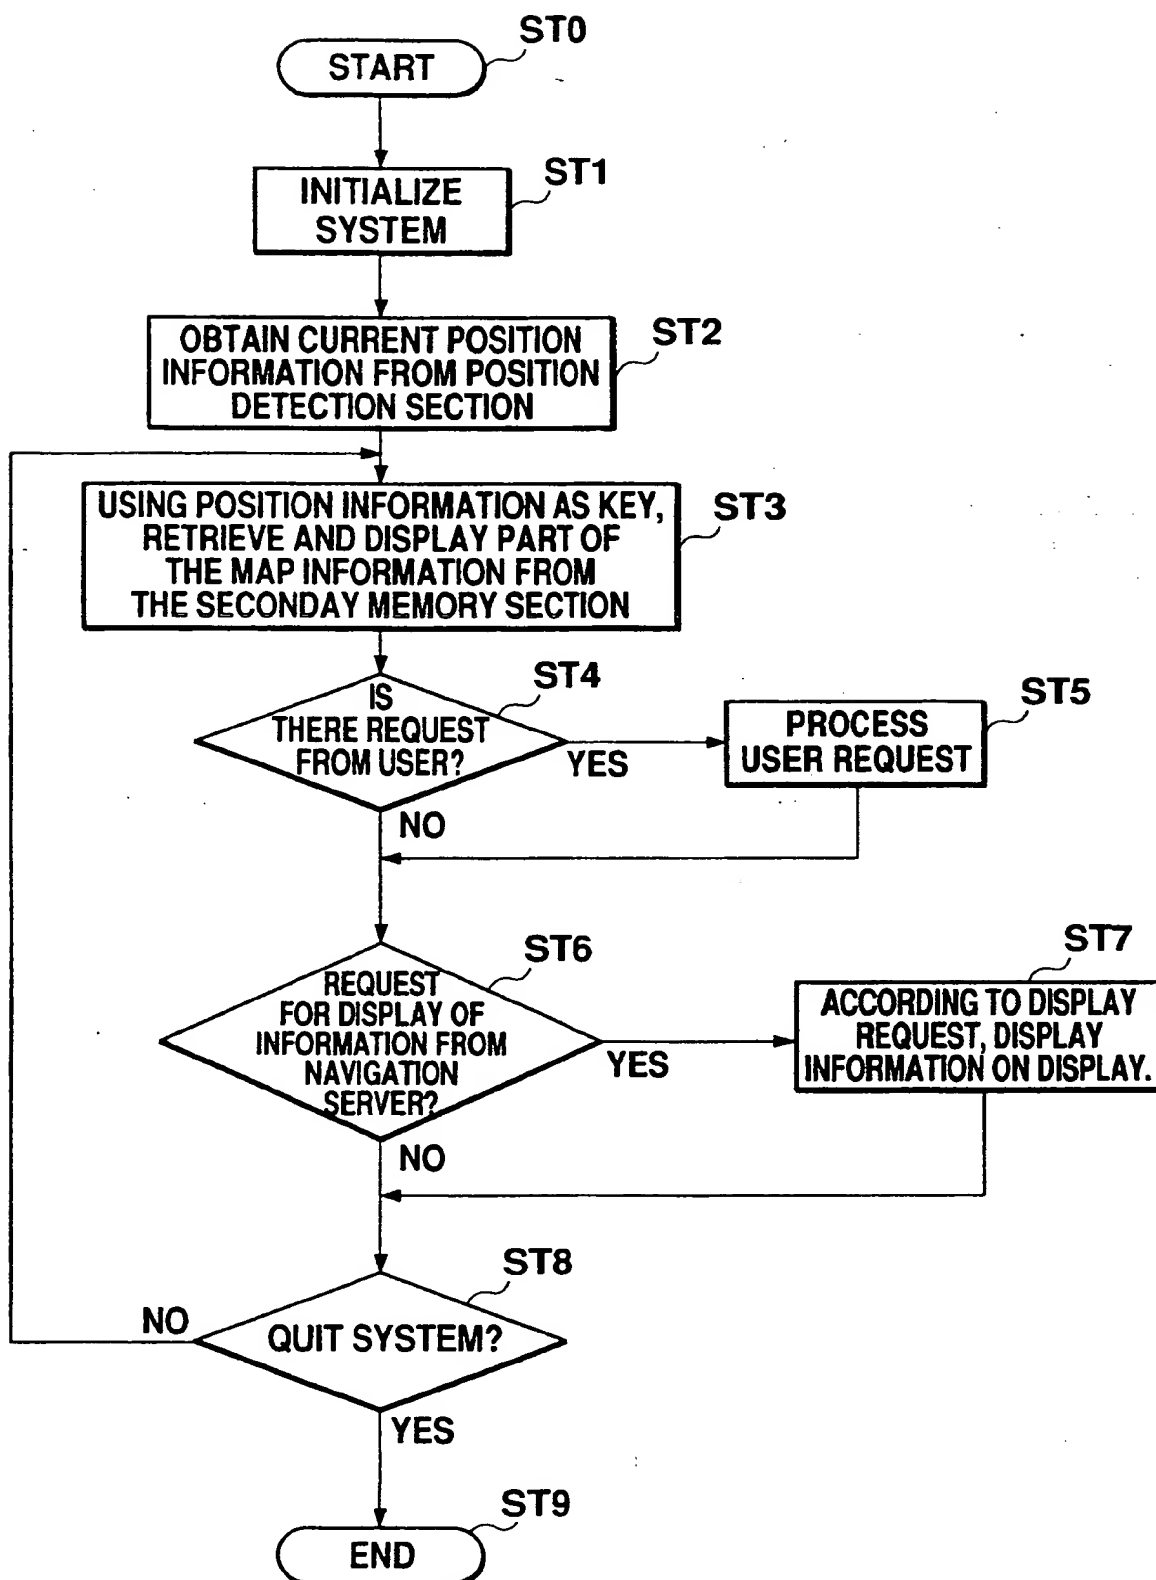 ST0
START
ST1
INITIALIZE
SYSTEM
ST2
OBTAIN CURRENT POSITION
INFORMATION FROM POSITION
DETECTION SECTION
ST3
USING POSITION INFORMATION AS KEY,
RETRIEVE AND DISPLAY PART OF
THE MAP INFORMATION FROM
THE SECONDAY MEMORY SECTION
ST4
IS
THERE REQUEST
FROM USER?
YES
NO
ST5
PROCESS
USER REQUEST
ST6
REQUEST
FOR DISPLAY OF
INFORMATION FROM
NAVIGATION
SERVER?
YES
NO
ST7
ACCORDING TO DISPLAY
REQUEST, DISPLAY
INFORMATION ON DISPLAY.
ST8
QUIT SYSTEM?
NO
YES
ST9
END